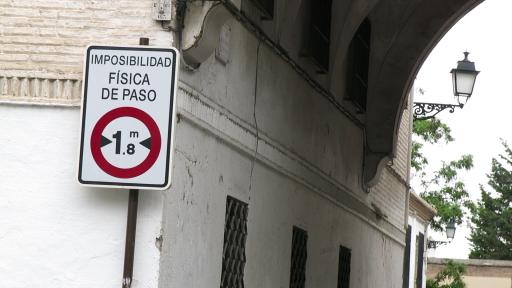 IMPOSIBILIDAD
FÍSICA
DE PASO
1.8 m